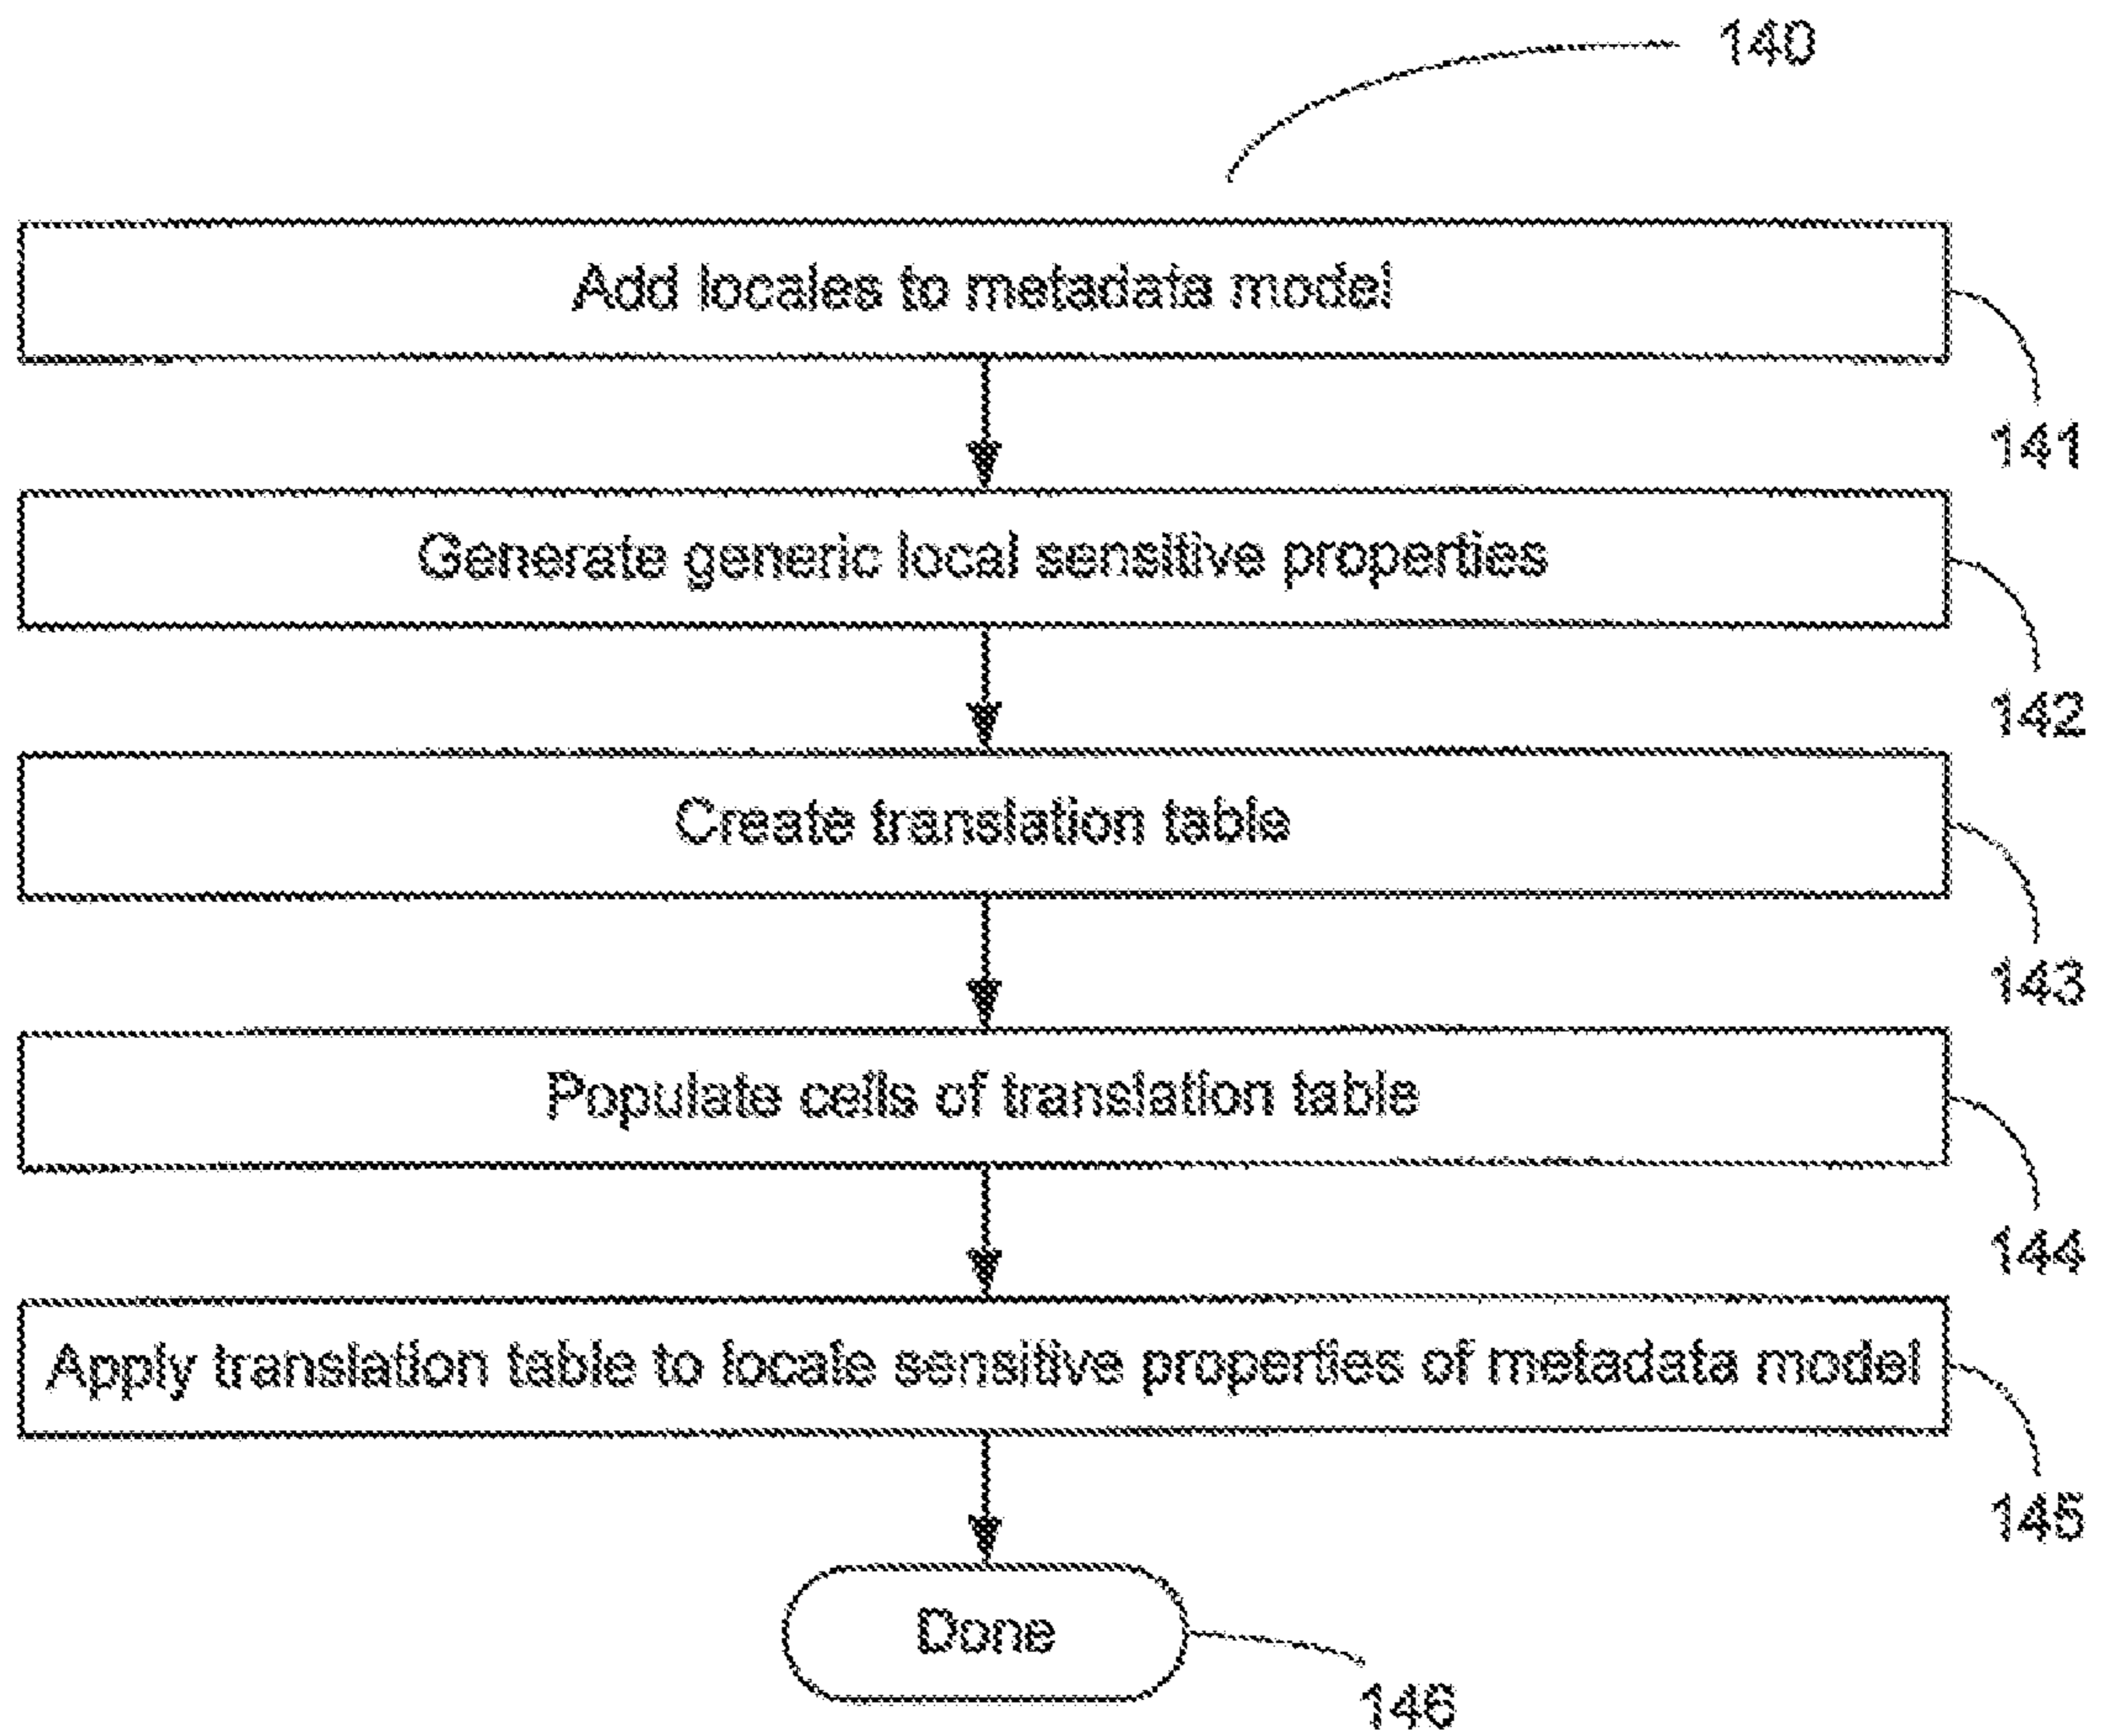 140
Add locales to metadata model
141
Generate generic local sensitive properties
142
Create translation table
143
Populate cells of translation table
144
Apply translation table to locale sensitive properties of metadata model
145
Done
146